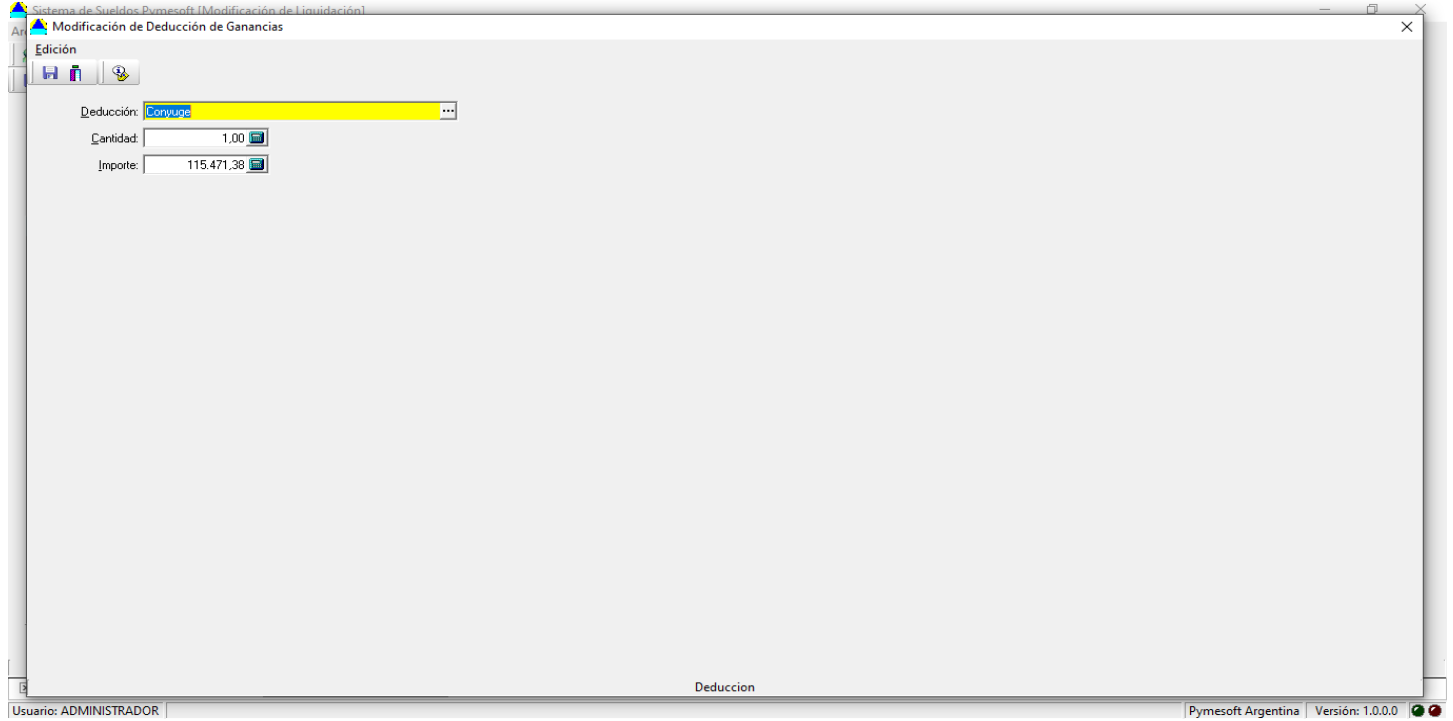 Sistema de Sueldos Pymesoft [Modificación de Liquidación]
Modificación de Deducción de Ganancias
Edición
Deducción: Conyuge ...
Cantidad: 1,00
Importe: 115.471,38
Deduccion
Usuario: ADMINISTRADOR Pymesoft Argentina Versión: 1.0.0.0